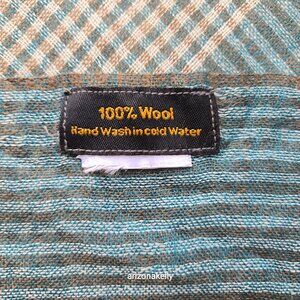 100% Wool
Hand Wash in cold Water
arizonakelly